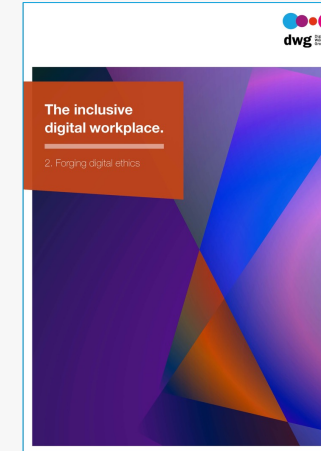 dwg
The inclusive
digital workplace.
2. Forging digital ethics